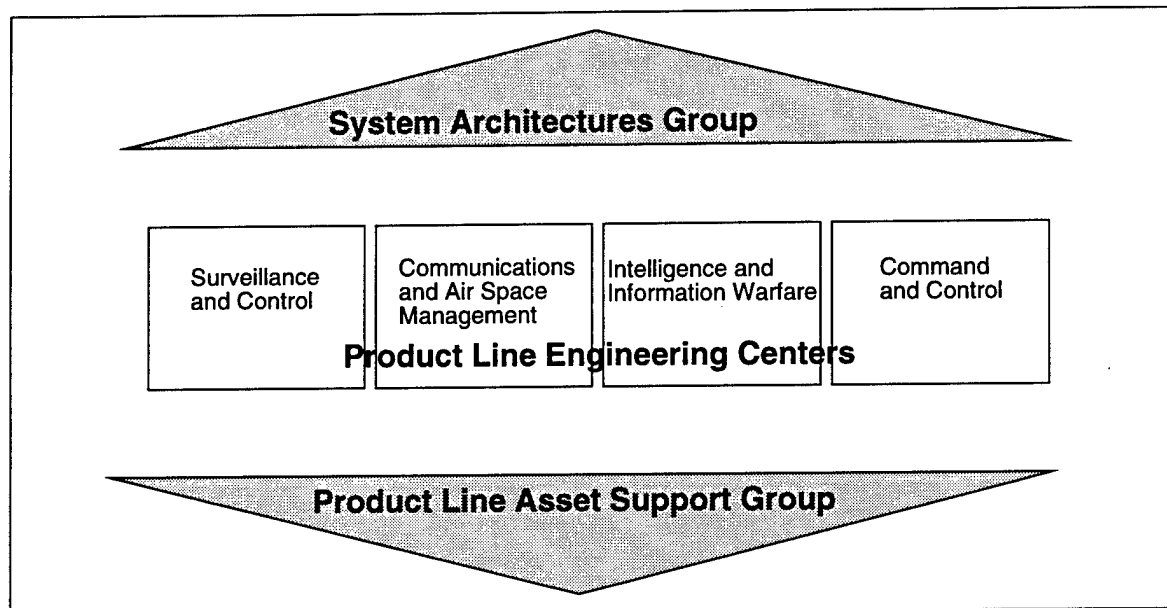 System Architectures Group
Surveillance
and Control
Communications
and Air Space
Management
Intelligence and
Information Warfare
Command
and Control
Product Line Engineering Centers
Product Line Asset Support Group